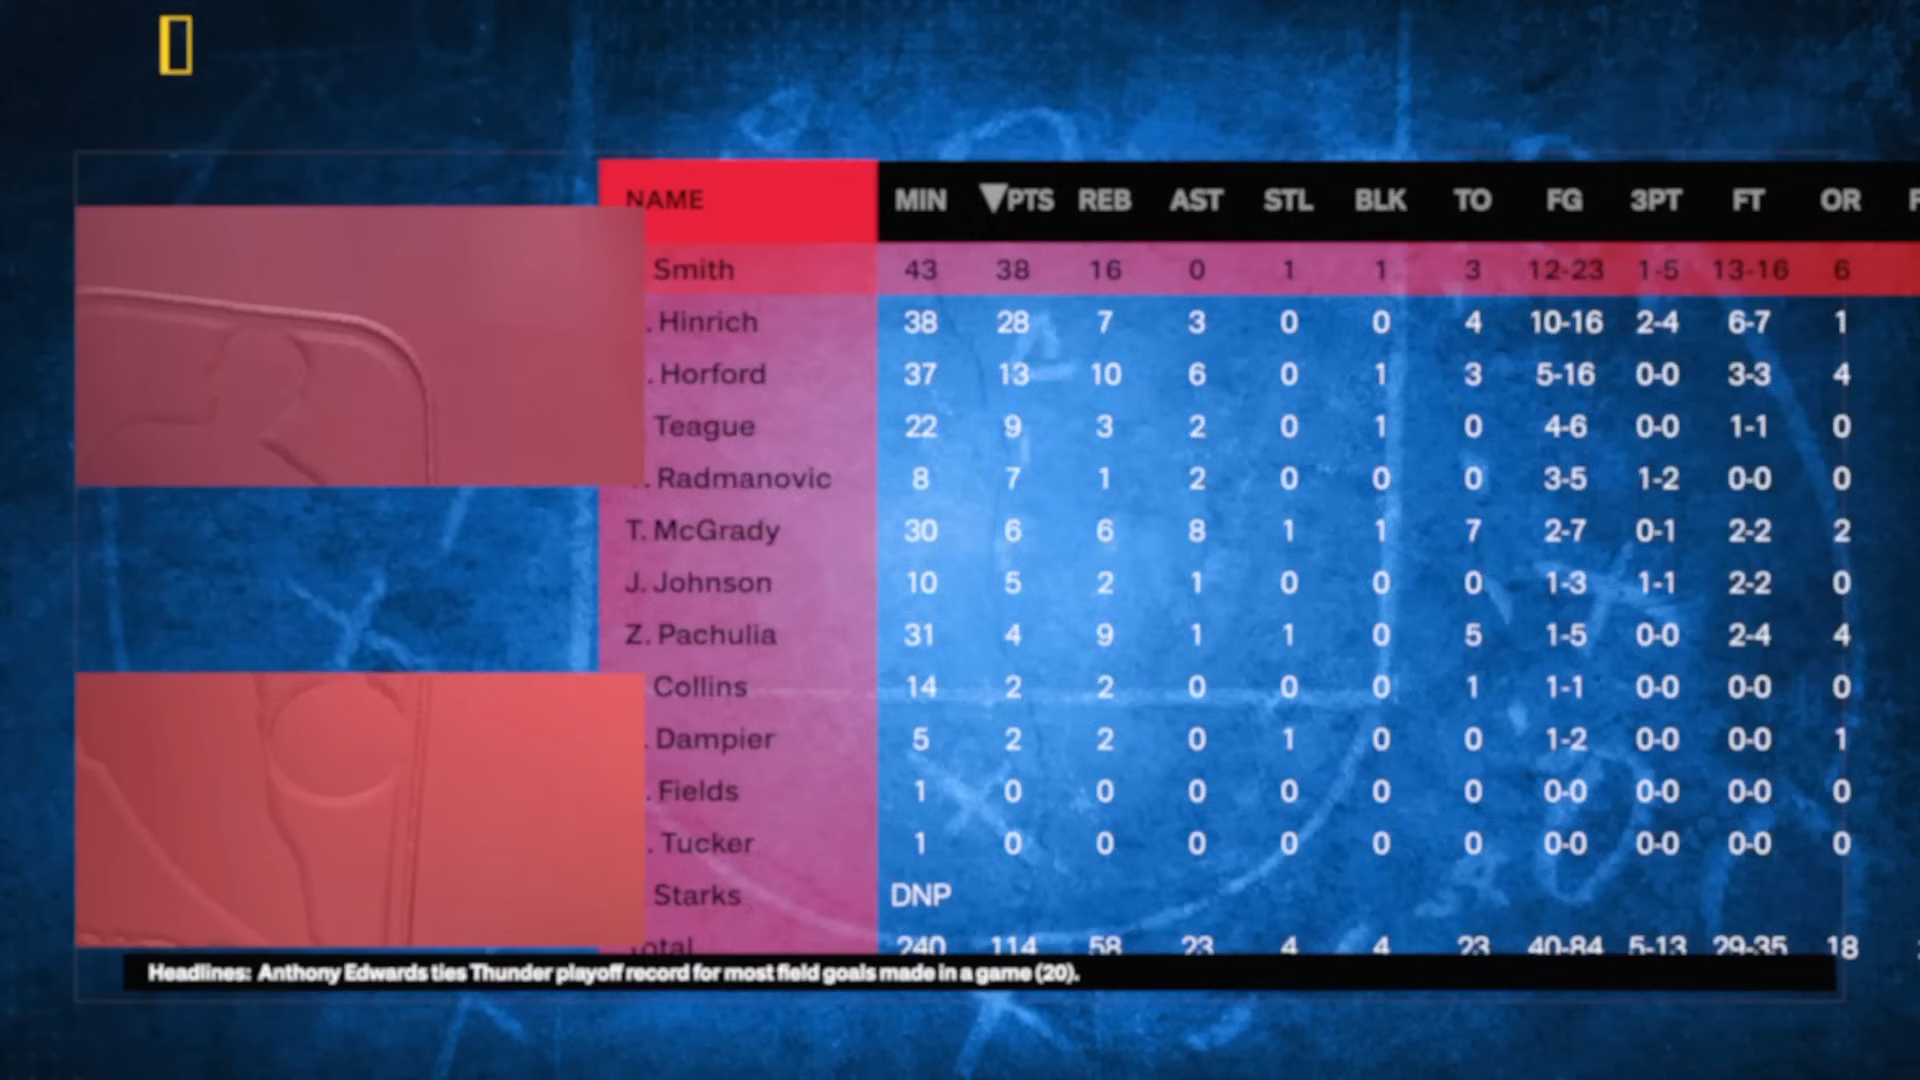 NAME MIN ▼PTS REB AST STL BLK TO FG 3PT FT OR
Smith 43 38 16 0 1 1 3 12-23 1-5 13-16 6
. Hinrich 38 28 7 3 0 0 4 10-16 2-4 6-7 1
. Horford 37 13 10 6 0 1 3 5-16 0-0 3-3 4
Teague 22 9 3 2 0 1 0 4-6 0-0 1-1 0
. Radmanovic 8 7 1 2 0 0 0 3-5 1-2 0-0 0
T. McGrady 30 6 6 8 1 1 7 2-7 0-1 2-2 2
J. Johnson 10 5 2 1 0 0 0 1-3 1-1 2-2 0
Z. Pachulia 31 4 9 1 1 0 5 1-5 0-0 2-4 4
Collins 14 2 2 0 0 0 1 1-1 0-0 0-0 0
. Dampier 5 2 2 0 1 0 0 1-2 0-0 0-0 1
. Fields 1 0 0 0 0 0 0 0-0 0-0 0-0 0
. Tucker 1 0 0 0 0 0 0 0-0 0-0 0-0 0
. Starks DNP
Total 240 114 58 23 4 4 23 40-84 5-13 29-35 18
Headlines: Anthony Edwards ties Thunder playoff record for most field goals made in a game (20).